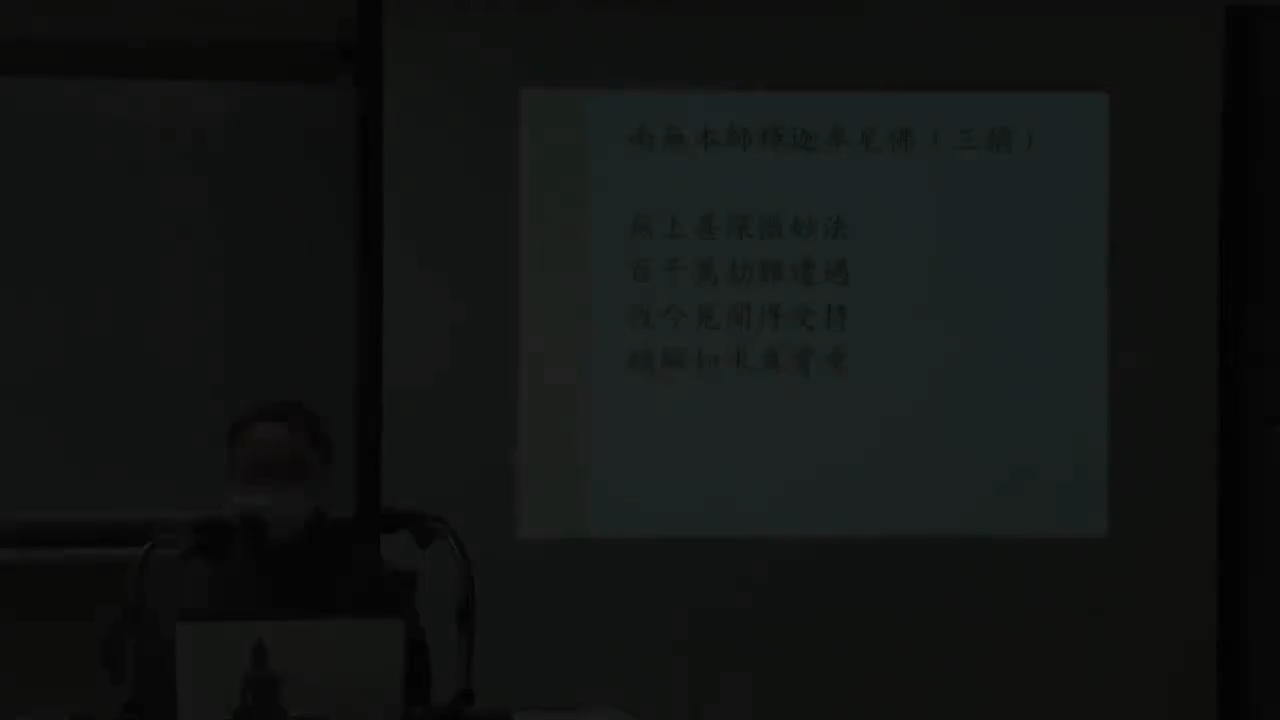 南無本師釋迦牟尼佛（三稱）
無上甚深微妙法
百千萬劫難遭遇
我今見聞得受持
願解如來真實義